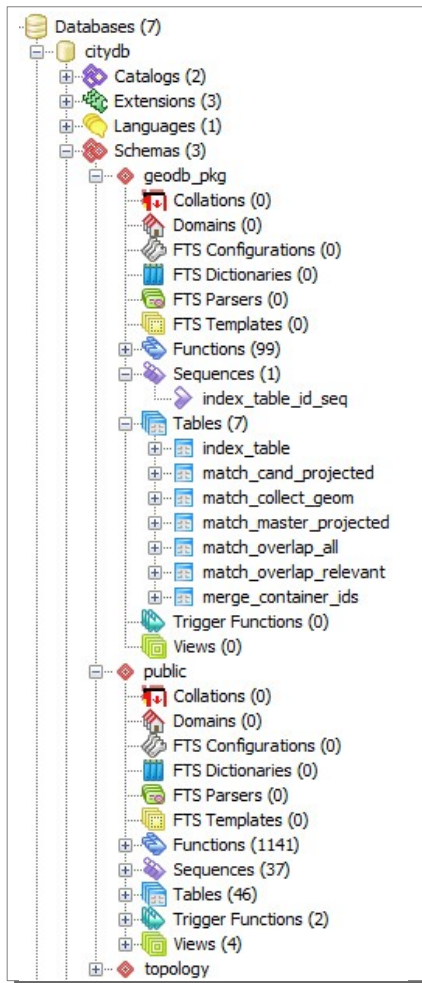 Databases (7)
citydb
Catalogs (2)
Extensions (3)
Languages (1)
Schemas (3)
geodb_pkg
Collations (0)
Domains (0)
FTS Configurations (0)
FTS Dictionaries (0)
FTS Parsers (0)
FTS Templates (0)
Functions (99)
Sequences (1)
index_table_id_seq
Tables (7)
index_table
match_cand_projected
match_collect_geom
match_master_projected
match_overlap_all
match_overlap_relevant
merge_container_ids
Trigger Functions (0)
Views (0)
public
Collations (0)
Domains (0)
FTS Configurations (0)
FTS Dictionaries (0)
FTS Parsers (0)
FTS Templates (0)
Functions (1141)
Sequences (37)
Tables (46)
Trigger Functions (2)
Views (4)
topology